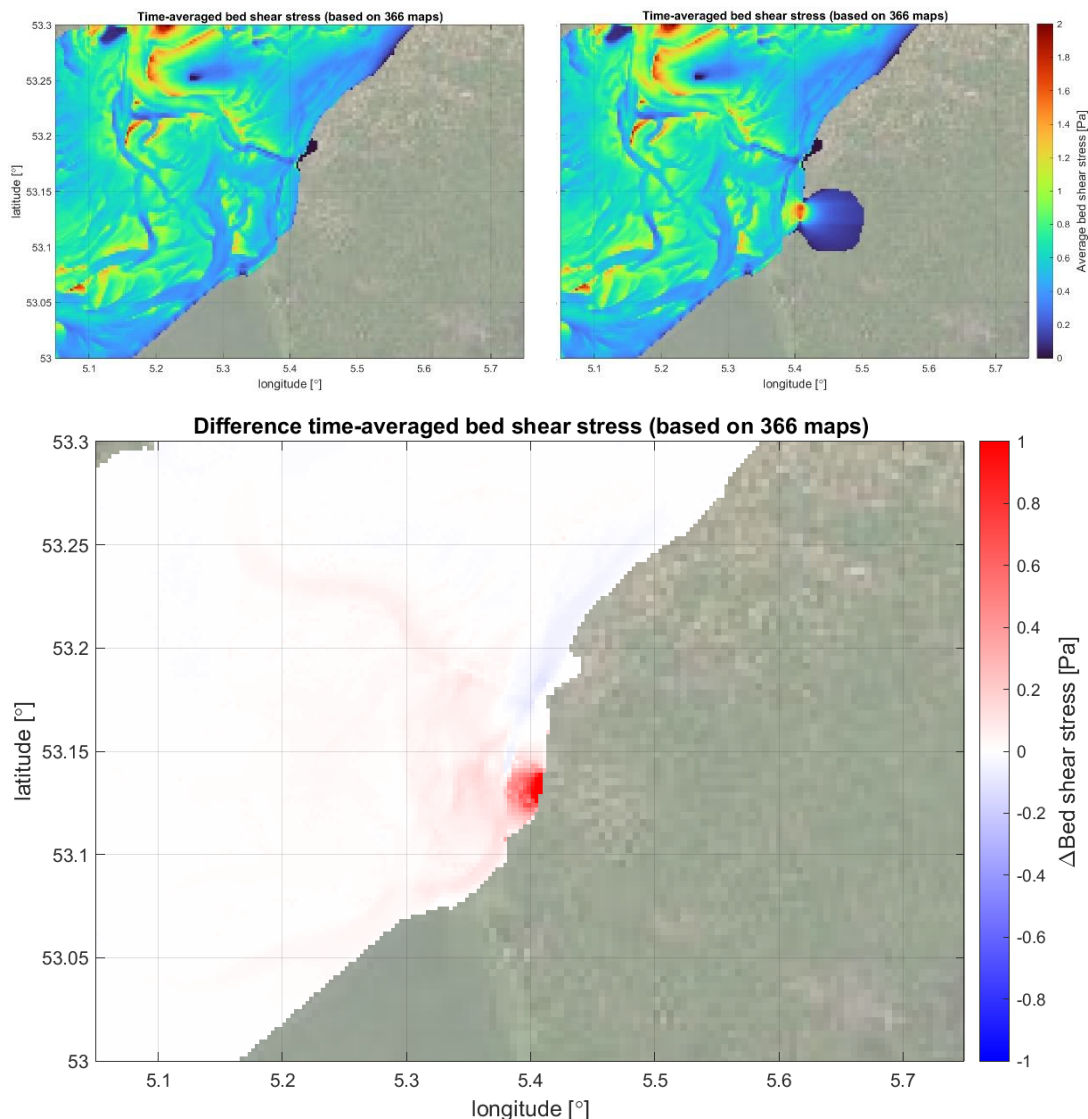 Time-averaged bed shear stress (based on 366 maps)
53.3
53.25
53.2
53.15
53.1
53.05
53
latitude [°]
5.1 5.2 5.3 5.4 5.5 5.6 5.7
longitude [°]
Time-averaged bed shear stress (based on 366 maps)
5.1 5.2 5.3 5.4 5.5 5.6 5.7
longitude [°]
2
1.8
1.6
1.4
1.2
1
0.8
0.6
0.4
0.2
0
Average bed shear stress [Pa]
Difference time-averaged bed shear stress (based on 366 maps)
53.3
53.25
53.2
53.15
53.1
53.05
53
latitude [°]
5.1 5.2 5.3 5.4 5.5 5.6 5.7
longitude [°]
1
0.8
0.6
0.4
0.2
0
-0.2
-0.4
-0.6
-0.8
-1
ΔBed shear stress [Pa]